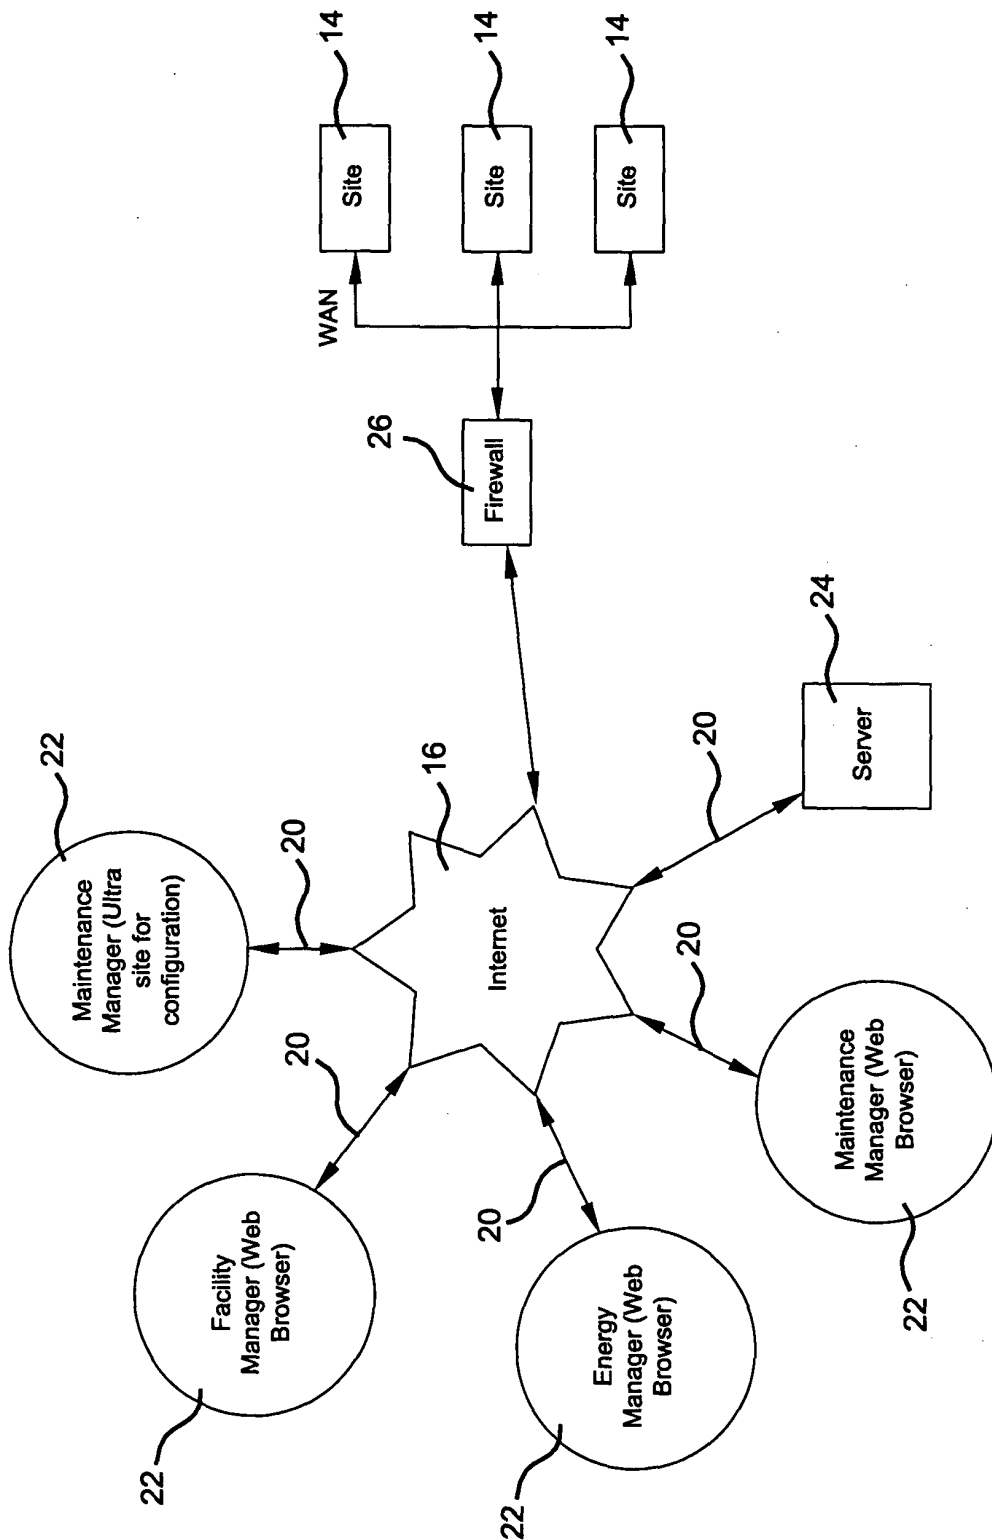 22
Facility
Manager (Web
Browser)
20
22
Maintenance
Manager (Ultra
site for
configuration)
20
22
Energy
Manager (Web
Browser)
20
Internet
16
26
Firewall
WAN
Site
14
Site
14
Site
14
22
Maintenance
Manager (Web
Browser)
20
20
Server
24